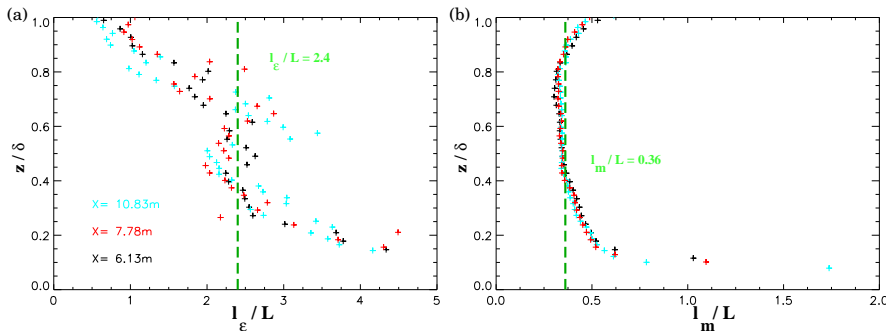 (a)
1.0
0.8
0.6
0.4
0.2
0.0
z / δ
l_ε / L = 2.4
X= 10.83m
X= 7.78m
X= 6.13m
0 1 2 3 4 5
l_ε / L
(b)
1.0
0.8
0.6
0.4
0.2
0.0
z / δ
l_m / L = 0.36
0.0 0.5 1.0 1.5 2.0
l_m / L